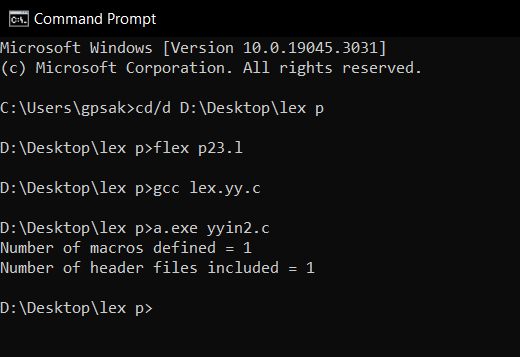 Command Prompt
Microsoft Windows [Version 10.0.19045.3031]
(c) Microsoft Corporation. All rights reserved.
C:\Users\gpsak>cd/d D:\Desktop\lex p
D:\Desktop\lex p>flex p23.l
D:\Desktop\lex p>gcc lex.yy.c
D:\Desktop\lex p>a.exe yyin2.c
Number of macros defined = 1
Number of header files included = 1
D:\Desktop\lex p>